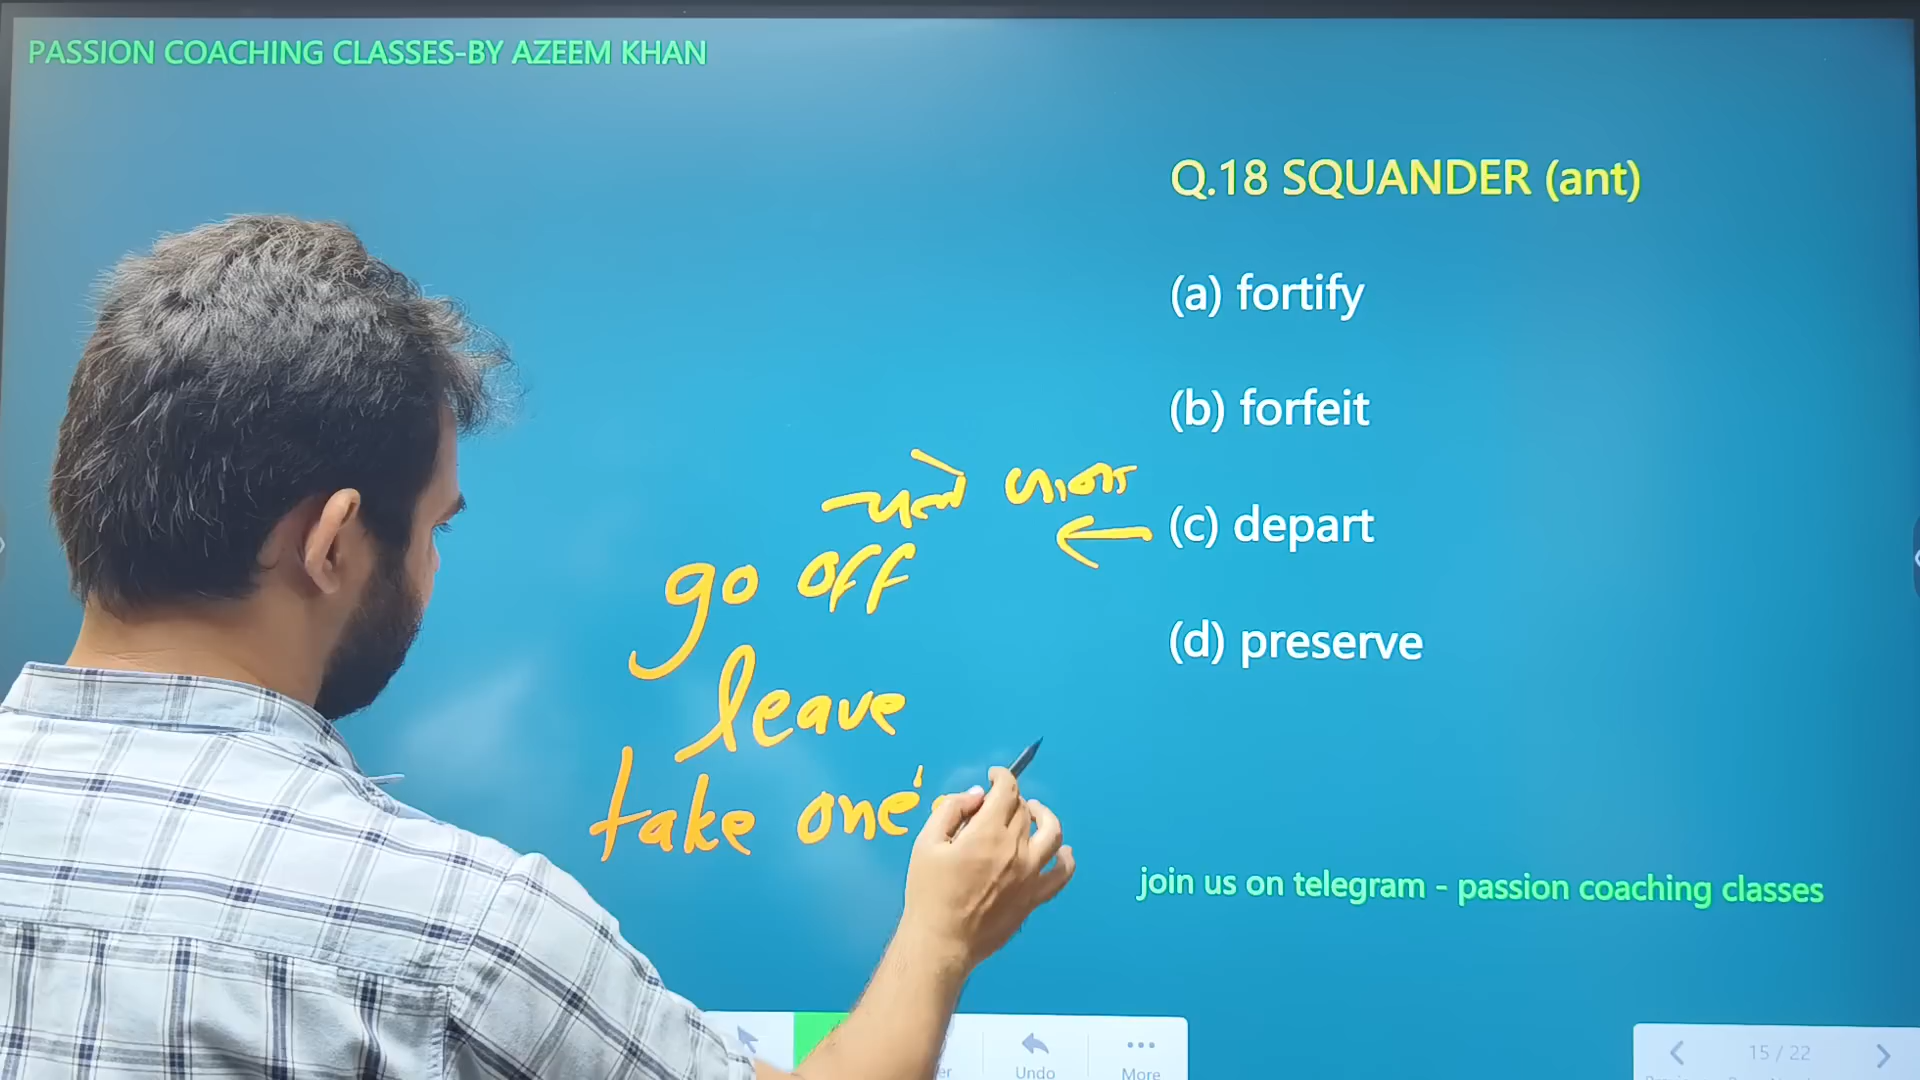 PASSION COACHING CLASSES-BY AZEEM KHAN
Q.18 SQUANDER (ant)
(a) fortify
(b) forfeit
(c) depart
(d) preserve
चले जाना
go off
leave
take one's
join us on telegram - passion coaching classes
Undo
More
15 / 22